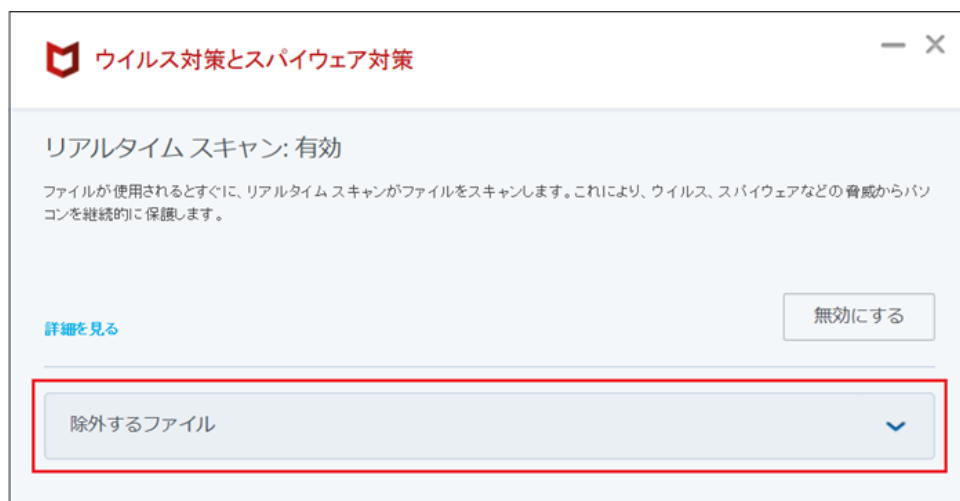 ウイルス対策とスパイウェア対策
リアルタイム スキャン: 有効
ファイルが使用されるとすぐに、リアルタイム スキャンがファイルをスキャンします。これにより、ウイルス、スパイウェアなどの脅威からパソ
コンを継続的に保護します。
無効にする
詳細を見る
除外するファイル